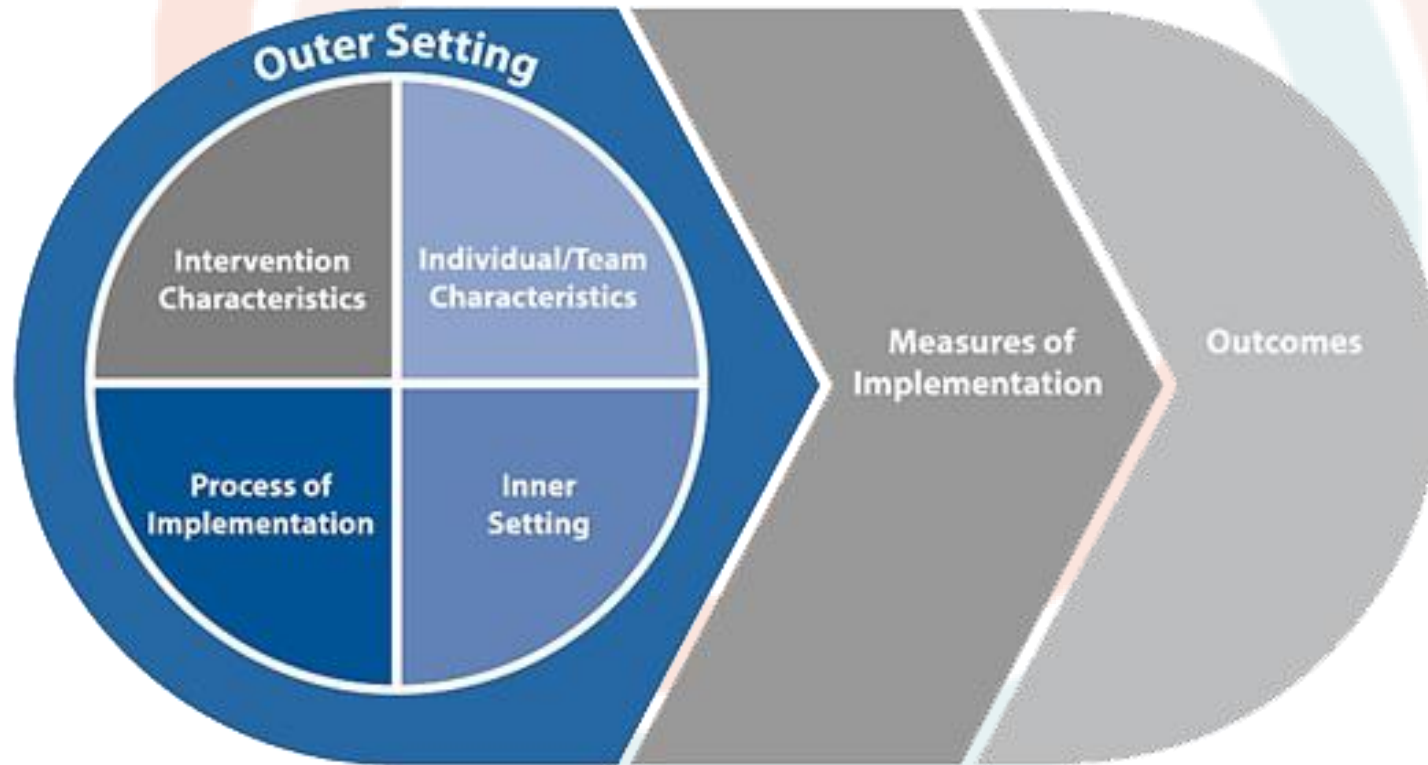 Outer Setting
Intervention
Characteristics
Individual/Team
Characteristics
Process of
Implementation
Inner
Setting
Measures of
Implementation
Outcomes